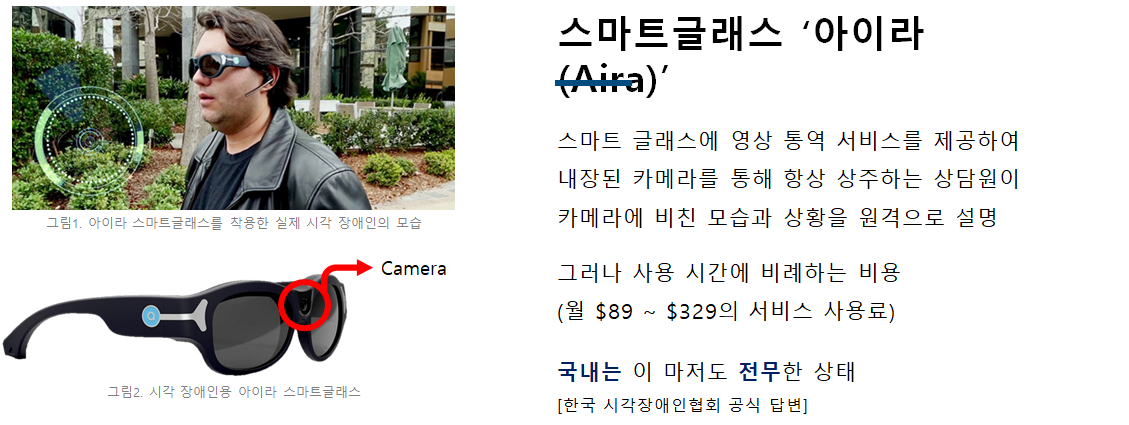 스마트글래스 ‘아이라
(Aira)’
그림1. 아이라 스마트글래스를 착용한 실제 시각 장애인의 모습
스마트 글래스에 영상 통역 서비스를 제공하여
내장된 카메라를 통해 항상 상주하는 상담원이
카메라에 비친 모습과 상황을 원격으로 설명
Camera
a
그림2. 시각 장애인용 아이라 스마트글래스
그러나 사용 시간에 비례하는 비용
(월 $89 ~ $329의 서비스 사용료)
국내는 이 마저도 전무한 상태
[한국 시각장애인협회 공식 답변]